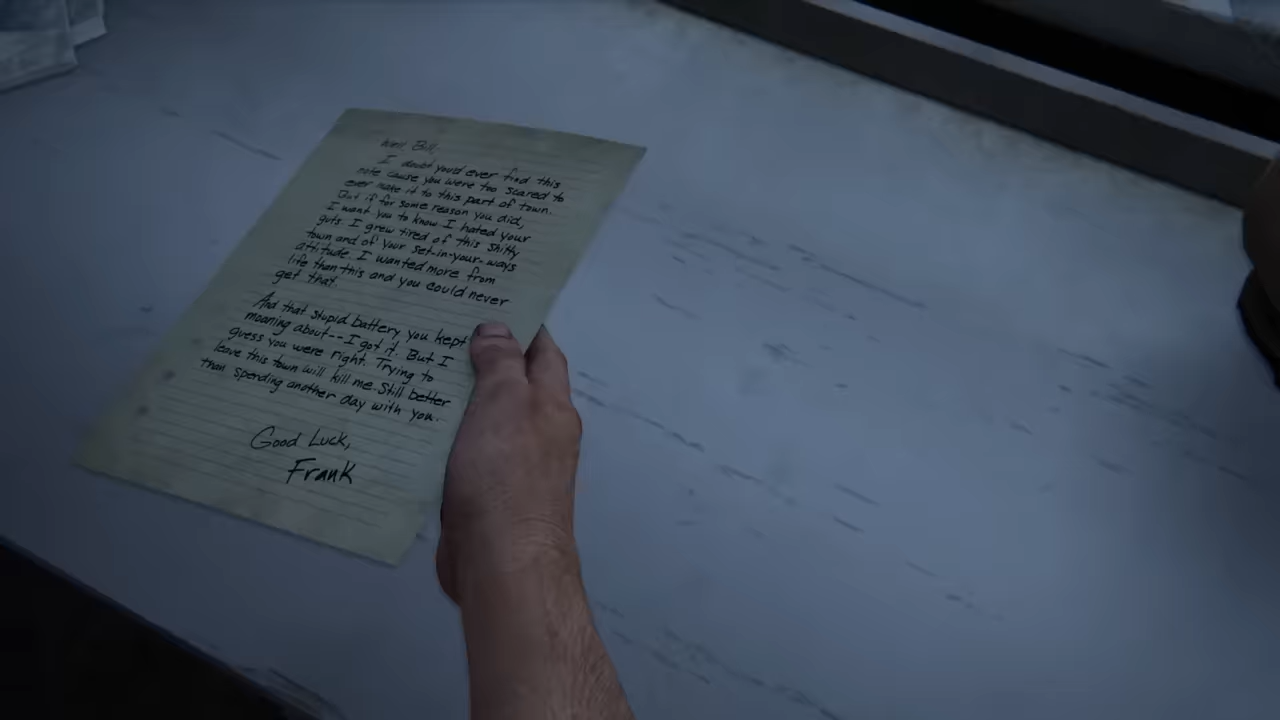 Well Bill,
I doubt you'd ever find this
note cause you were too scared to
ever make it to this part of town.
But if for some reason you did,
I want you to know I hated your
guts. I grew tired of this shitty
town and of your set-in-your-ways
attitude. I wanted more from
life than this and you could never
get that.
And that stupid battery you kept
moaning about--I got it. But I
guess you were right. Trying to
leave this town will kill me. Still better
than spending another day with you.
Good Luck,
Frank